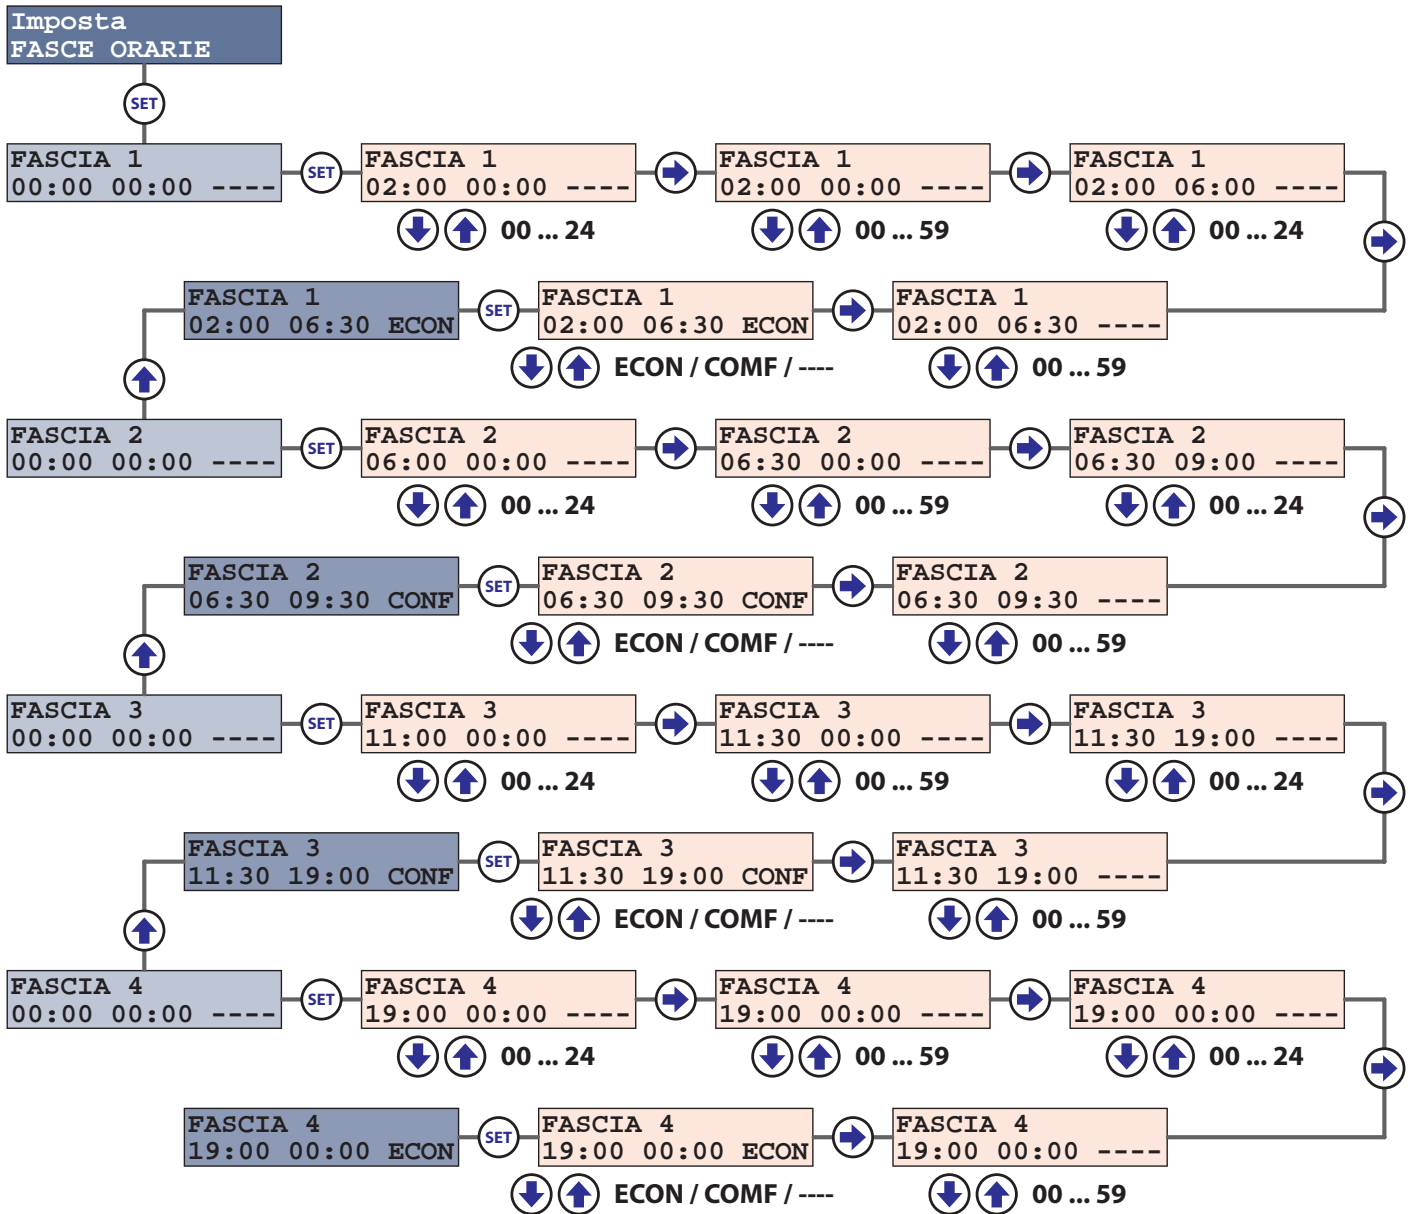 Imposta
FASCE ORARIE
SET
FASCIA 1
00:00 00:00 ----
SET
FASCIA 1
02:00 00:00 ----
00 ... 24
FASCIA 1
02:00 00:00 ----
00 ... 59
FASCIA 1
02:00 06:00 ----
00 ... 24
FASCIA 1
02:00 06:30 ECON
SET
FASCIA 1
02:00 06:30 ECON
ECON / COMF / ----
FASCIA 1
02:00 06:30 ----
00 ... 59
FASCIA 2
00:00 00:00 ----
SET
FASCIA 2
06:00 00:00 ----
00 ... 24
FASCIA 2
06:30 00:00 ----
00 ... 59
FASCIA 2
06:30 09:00 ----
00 ... 24
FASCIA 2
06:30 09:30 CONF
SET
FASCIA 2
06:30 09:30 CONF
ECON / COMF / ----
FASCIA 2
06:30 09:30 ----
00 ... 59
FASCIA 3
00:00 00:00 ----
SET
FASCIA 3
11:00 00:00 ----
00 ... 24
FASCIA 3
11:30 00:00 ----
00 ... 59
FASCIA 3
11:30 19:00 ----
00 ... 24
FASCIA 3
11:30 19:00 CONF
SET
FASCIA 3
11:30 19:00 CONF
ECON / COMF / ----
FASCIA 3
11:30 19:00 ----
00 ... 59
FASCIA 4
00:00 00:00 ----
SET
FASCIA 4
19:00 00:00 ----
00 ... 24
FASCIA 4
19:00 00:00 ----
00 ... 59
FASCIA 4
19:00 00:00 ----
00 ... 24
FASCIA 4
19:00 00:00 ECON
SET
FASCIA 4
19:00 00:00 ECON
ECON / COMF / ----
FASCIA 4
19:00 00:00 ----
00 ... 59